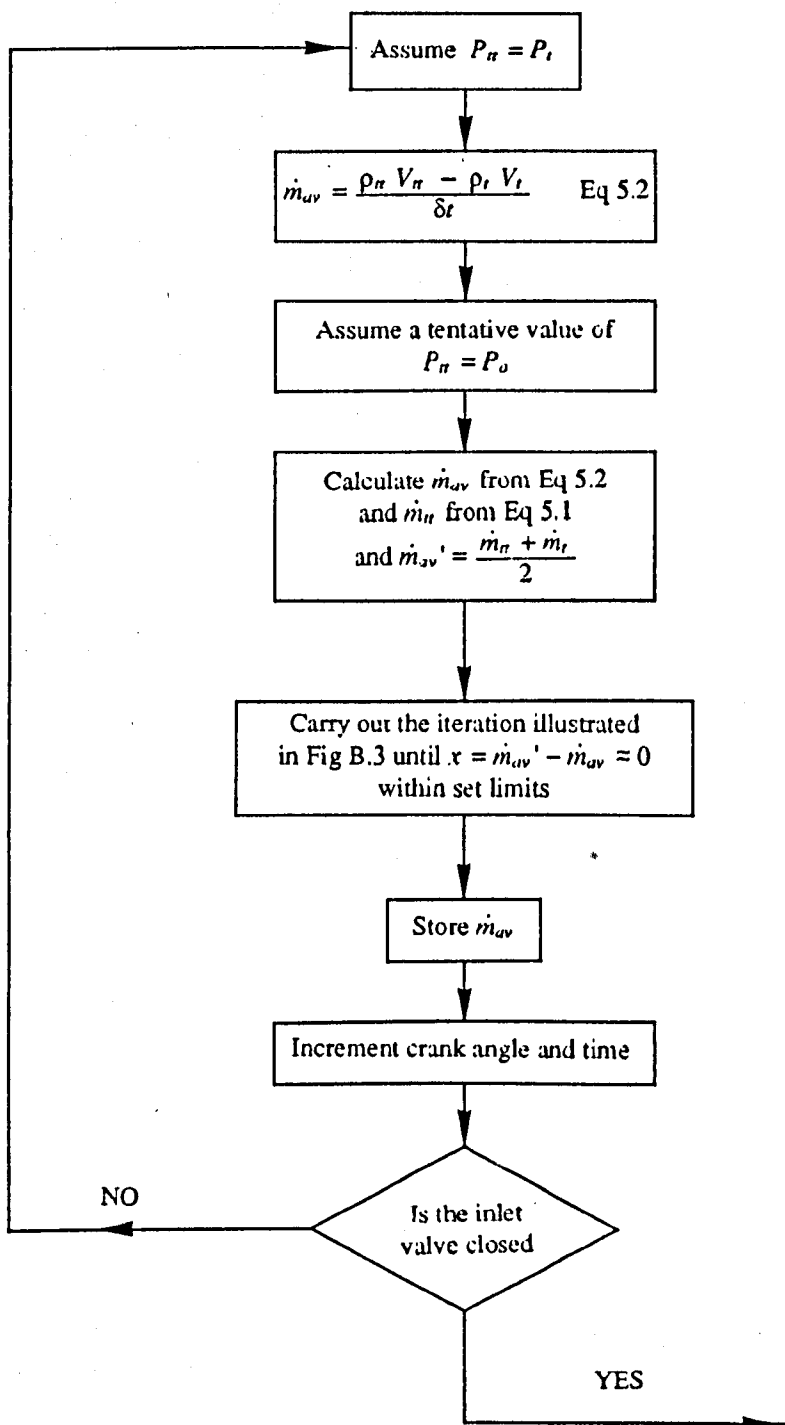 Assume P_tt = P_t
ṁ_av = (ρ_tt V_tt − ρ_t V_t) / δt Eq 5.2
Assume a tentative value of
P_tt = P_o
Calculate ṁ_av from Eq 5.2
and ṁ_tt from Eq 5.1
and ṁ_av' = (ṁ_tt + ṁ_t) / 2
Carry out the iteration illustrated
in Fig B.3 until x = ṁ_av' − ṁ_av ≈ 0
within set limits
Store ṁ_av
Increment crank angle and time
Is the inlet
valve closed
NO
YES